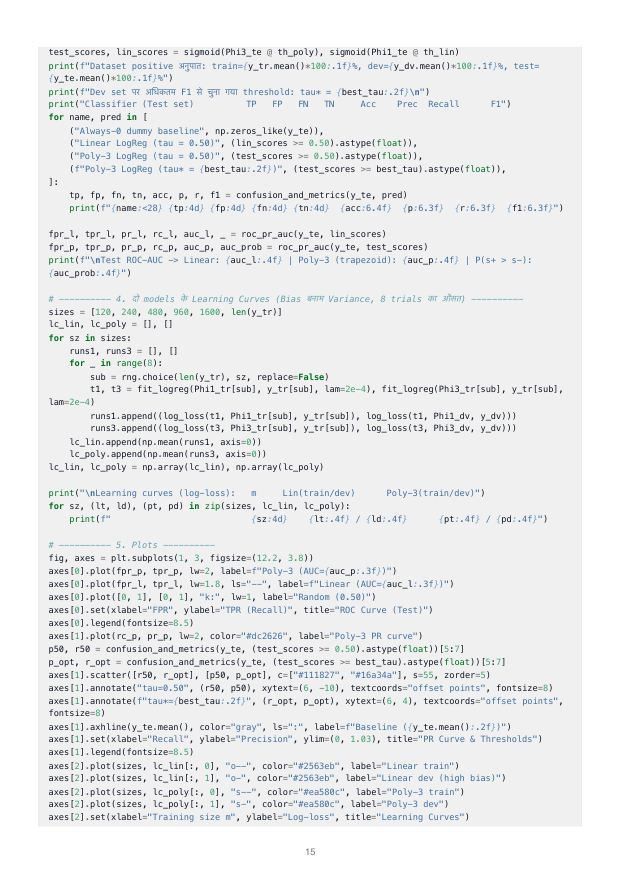 test_scores, lin_scores = sigmoid(Phi3_te @ th_poly), sigmoid(Phi1_te @ th_lin)
print(f"Dataset positive अनुपात: train={y_tr.mean()*100:.1f}%, dev={y_dv.mean()*100:.1f}%, test=
{y_te.mean()*100:.1f}%")
print(f"Dev set पर अधिकतम F1 से चुना गया threshold: tau* = {best_tau:.2f}\n")
print("Classifier (Test set)        TP   FP   FN   TN     Acc    Prec  Recall      F1")
for name, pred in [
    ("Always-0 dummy baseline", np.zeros_like(y_te)),
    ("Linear LogReg (tau = 0.50)", (lin_scores >= 0.50).astype(float)),
    ("Poly-3 LogReg (tau = 0.50)", (test_scores >= 0.50).astype(float)),
    (f"Poly-3 LogReg (tau* = {best_tau:.2f})", (test_scores >= best_tau).astype(float)),
]:
    tp, fp, fn, tn, acc, p, r, f1 = confusion_and_metrics(y_te, pred)
    print(f"{name:<28} {tp:4d} {fp:4d} {fn:4d} {tn:4d}  {acc:6.4f}  {p:6.3f}  {r:6.3f}  {f1:6.3f}")

fpr_l, tpr_l, pr_l, rc_l, auc_l, _ = roc_pr_auc(y_te, lin_scores)
fpr_p, tpr_p, pr_p, rc_p, auc_p, auc_prob = roc_pr_auc(y_te, test_scores)
print(f"\nTest ROC-AUC -> Linear: {auc_l:.4f} | Poly-3 (trapezoid): {auc_p:.4f} | P(s+ > s-):
{auc_prob:.4f}")

# ---------- 4. दो models के Learning Curves (Bias बनाम Variance, 8 trials का औसत) ----------
sizes = [120, 240, 480, 960, 1600, len(y_tr)]
lc_lin, lc_poly = [], []
for sz in sizes:
    runs1, runs3 = [], []
    for _ in range(8):
        sub = rng.choice(len(y_tr), sz, replace=False)
        t1, t3 = fit_logreg(Phi1_tr[sub], y_tr[sub], lam=2e-4), fit_logreg(Phi3_tr[sub], y_tr[sub],
lam=2e-4)
        runs1.append((log_loss(t1, Phi1_tr[sub], y_tr[sub]), log_loss(t1, Phi1_dv, y_dv)))
        runs3.append((log_loss(t3, Phi3_tr[sub], y_tr[sub]), log_loss(t3, Phi3_dv, y_dv)))
    lc_lin.append(np.mean(runs1, axis=0))
    lc_poly.append(np.mean(runs3, axis=0))
lc_lin, lc_poly = np.array(lc_lin), np.array(lc_poly)

print("\nLearning curves (log-loss):   m     Lin(train/dev)      Poly-3(train/dev)")
for sz, (lt, ld), (pt, pd) in zip(sizes, lc_lin, lc_poly):
    print(f"                           {sz:4d}    {lt:.4f} / {ld:.4f}      {pt:.4f} / {pd:.4f}")

# ---------- 5. Plots ----------
fig, axes = plt.subplots(1, 3, figsize=(12.2, 3.8))
axes[0].plot(fpr_p, tpr_p, lw=2, label=f"Poly-3 (AUC={auc_p:.3f})")
axes[0].plot(fpr_l, tpr_l, lw=1.8, ls="--", label=f"Linear (AUC={auc_l:.3f})")
axes[0].plot([0, 1], [0, 1], "k:", lw=1, label="Random (0.50)")
axes[0].set(xlabel="FPR", ylabel="TPR (Recall)", title="ROC Curve (Test)")
axes[0].legend(fontsize=8.5)
axes[1].plot(rc_p, pr_p, lw=2, color="#dc2626", label="Poly-3 PR curve")
p50, r50 = confusion_and_metrics(y_te, (test_scores >= 0.50).astype(float))[5:7]
p_opt, r_opt = confusion_and_metrics(y_te, (test_scores >= best_tau).astype(float))[5:7]
axes[1].scatter([r50, r_opt], [p50, p_opt], c=["#111827", "#16a34a"], s=55, zorder=5)
axes[1].annotate("tau=0.50", (r50, p50), xytext=(6, -10), textcoords="offset points", fontsize=8)
axes[1].annotate(f"tau*={best_tau:.2f}", (r_opt, p_opt), xytext=(6, 4), textcoords="offset points",
fontsize=8)
axes[1].axhline(y_te.mean(), color="gray", ls=":", label=f"Baseline ({y_te.mean():.2f})")
axes[1].set(xlabel="Recall", ylabel="Precision", ylim=(0, 1.03), title="PR Curve & Thresholds")
axes[1].legend(fontsize=8.5)
axes[2].plot(sizes, lc_lin[:, 0], "o--", color="#2563eb", label="Linear train")
axes[2].plot(sizes, lc_lin[:, 1], "o-", color="#2563eb", label="Linear dev (high bias)")
axes[2].plot(sizes, lc_poly[:, 0], "s--", color="#ea580c", label="Poly-3 train")
axes[2].plot(sizes, lc_poly[:, 1], "s-", color="#ea580c", label="Poly-3 dev")
axes[2].set(xlabel="Training size m", ylabel="Log-loss", title="Learning Curves")
15